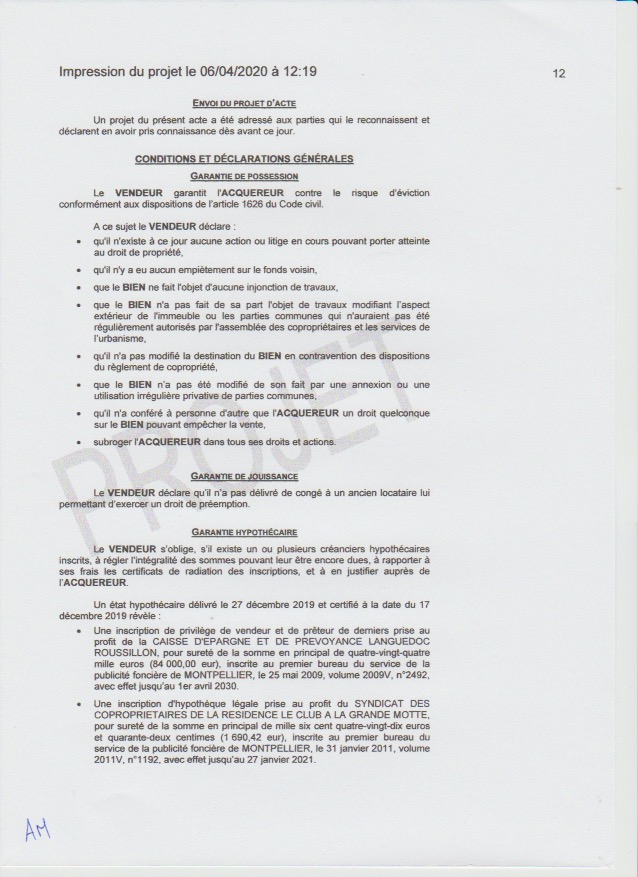 Impression du projet le 06/04/2020 à 12:19
12
ENVOI DU PROJET D'ACTE
Un projet du présent acte a été adressé aux parties qui le reconnaissent et
déclarent en avoir pris connaissance dès avant ce jour.
CONDITIONS ET DÉCLARATIONS GÉNÉRALES
GARANTIE DE POSSESSION
Le VENDEUR garantit l'ACQUEREUR contre le risque d'éviction
conformément aux dispositions de l'article 1626 du Code civil.
A ce sujet le VENDEUR déclare :
• qu'il n'existe à ce jour aucune action ou litige en cours pouvant porter atteinte
au droit de propriété,
• qu'il n'y a eu aucun empiètement sur le fonds voisin,
• que le BIEN ne fait l'objet d'aucune injonction de travaux,
• que le BIEN n'a pas fait de sa part l'objet de travaux modifiant l'aspect
extérieur de l'immeuble ou les parties communes qui n'auraient pas été
régulièrement autorisés par l'assemblée des copropriétaires et les services de
l'urbanisme,
• qu'il n'a pas modifié la destination du BIEN en contravention des dispositions
du règlement de copropriété,
• que le BIEN n'a pas été modifié de son fait par une annexion ou une
utilisation irrégulière privative de parties communes,
• qu'il n'a conféré à personne d'autre que l'ACQUEREUR un droit quelconque
sur le BIEN pouvant empêcher la vente,
• subroger l'ACQUEREUR dans tous ses droits et actions.
PROJET
GARANTIE DE JOUISSANCE
Le VENDEUR déclare qu'il n'a pas délivré de congé à un ancien locataire lui
permettant d'exercer un droit de préemption.
GARANTIE HYPOTHÉCAIRE
Le VENDEUR s'oblige, s'il existe un ou plusieurs créanciers hypothécaires
inscrits, à régler l'intégralité des sommes pouvant leur être encore dues, à rapporter à
ses frais les certificats de radiation des inscriptions, et à en justifier auprès de
l'ACQUEREUR.
Un état hypothécaire délivré le 27 décembre 2019 et certifié à la date du 17
décembre 2019 révèle :
• Une inscription de privilège de vendeur et de prêteur de derniers prise au
profit de la CAISSE D'EPARGNE ET DE PREVOYANCE LANGUEDOC
ROUSSILLON, pour sureté de la somme en principal de quatre-vingt-quatre
mille euros (84 000,00 eur), inscrite au premier bureau du service de la
publicité foncière de MONTPELLIER, le 25 mai 2009, volume 2009V, n°2492,
avec effet jusqu'au 1er avril 2030.
• Une inscription d'hypothèque légale prise au profit du SYNDICAT DES
COPROPRIETAIRES DE LA RESIDENCE LE CLUB A LA GRANDE MOTTE,
pour sureté de la somme en principal de mille six cent quatre-vingt-dix euros
et quarante-deux centimes (1 690,42 eur), inscrite au premier bureau du
service de la publicité foncière de MONTPELLIER, le 31 janvier 2011, volume
2011V, n°1192, avec effet jusqu'au 27 janvier 2021.
AM